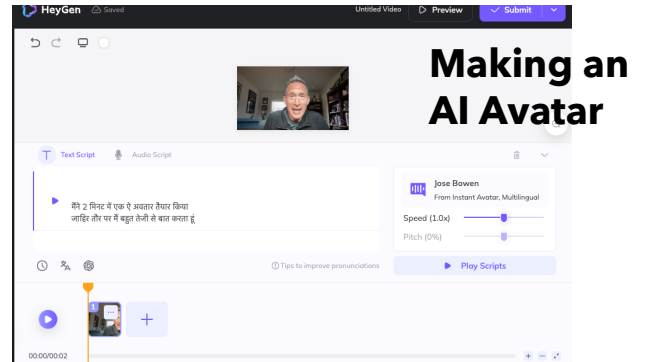 HeyGen Saved Untitled Video Preview Submit
Making an
AI Avatar
Text Script Audio Script
मैंने 2 मिनट में एक ऐ अवतार तैयार किया
जाहिर तौर पर मैं बहुत तेजी से बात करता हूं
Jose Bowen
From Instant Avatar, Multilingual
Speed (1.0x)
Pitch (0%)
Tips to improve pronunciations
Play Scripts
1
00:00/00:02